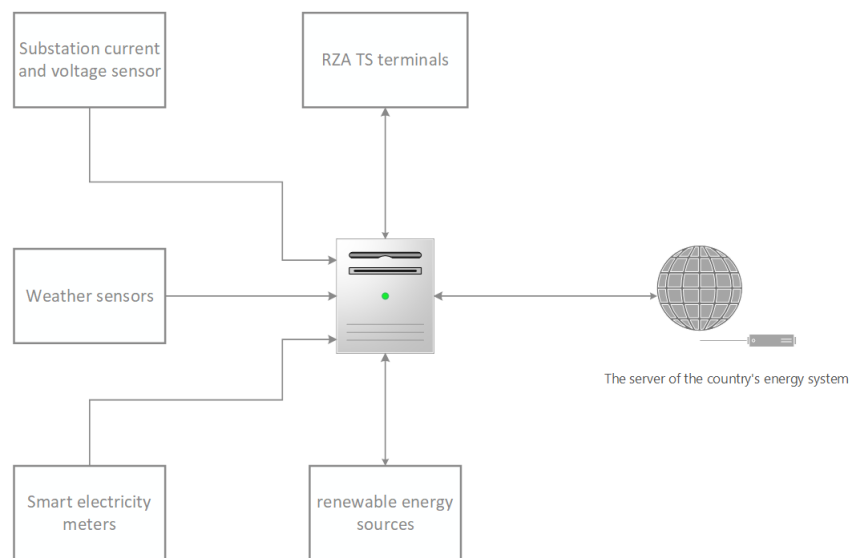 Substation current
and voltage sensor
RZA TS terminals
Weather sensors
The server of the country's energy system
Smart electricity
meters
renewable energy
sources